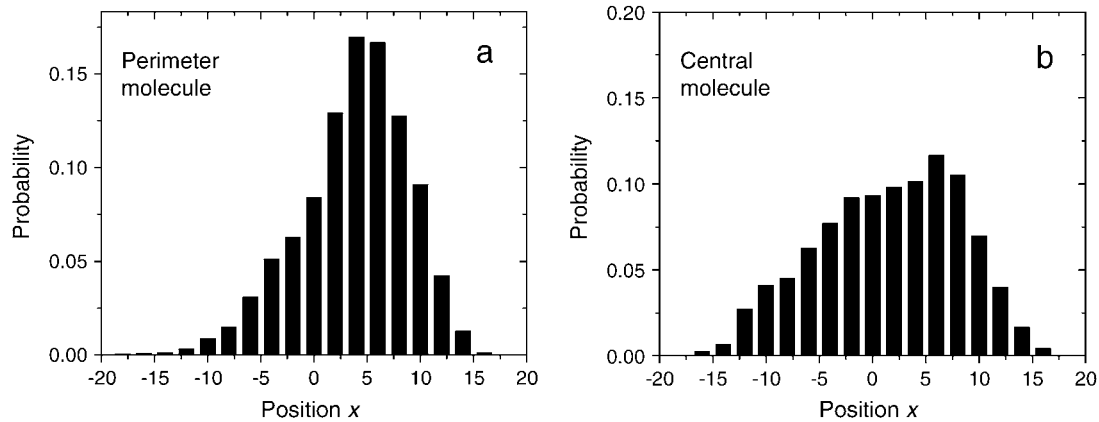 a
Perimeter
molecule
Probability
0.15
0.10
0.05
0.00
-20 -15 -10 -5 0 5 10 15 20
Position x
b
Central
molecule
Probability
0.20
0.15
0.10
0.05
0.00
-20 -15 -10 -5 0 5 10 15 20
Position x